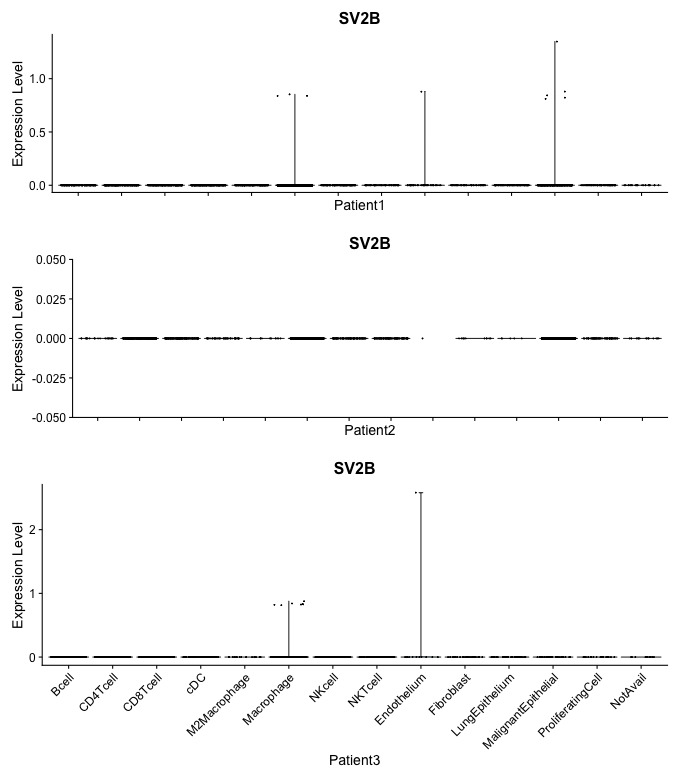 SV2B
Expression Level
1.0
0.5
0.0
Patient1
SV2B
Expression Level
0.050
0.025
0.000
-0.025
-0.050
Patient2
SV2B
Expression Level
2
1
0
Bcell
CD4Tcell
CD8Tcell
cDC
M2Macrophage
Macrophage
NKcell
NKTcell
Endothelium
Fibroblast
LungEpithelium
MalignantEpithelial
ProliferatingCell
NotAvail
Patient3